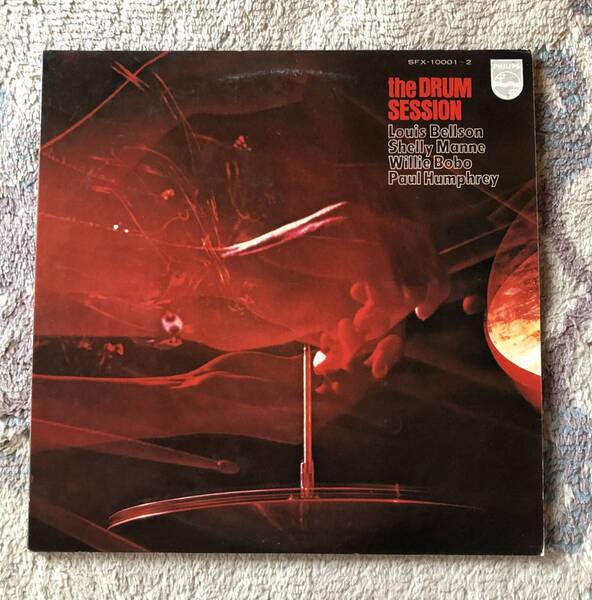 SFX-10001~2
PHILIPS
the DRUM
SESSION
Louis Bellson
Shelly Manne
Willie Bobo
Paul Humphrey